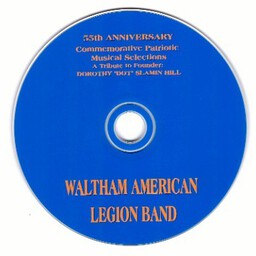 55th ANNIVERSARY
Commemorative Patriotic
Musical Selections
A Tribute to Founder:
DOROTHY "DOT" SLAMIN HILL
WALTHAM AMERICAN
LEGION BAND